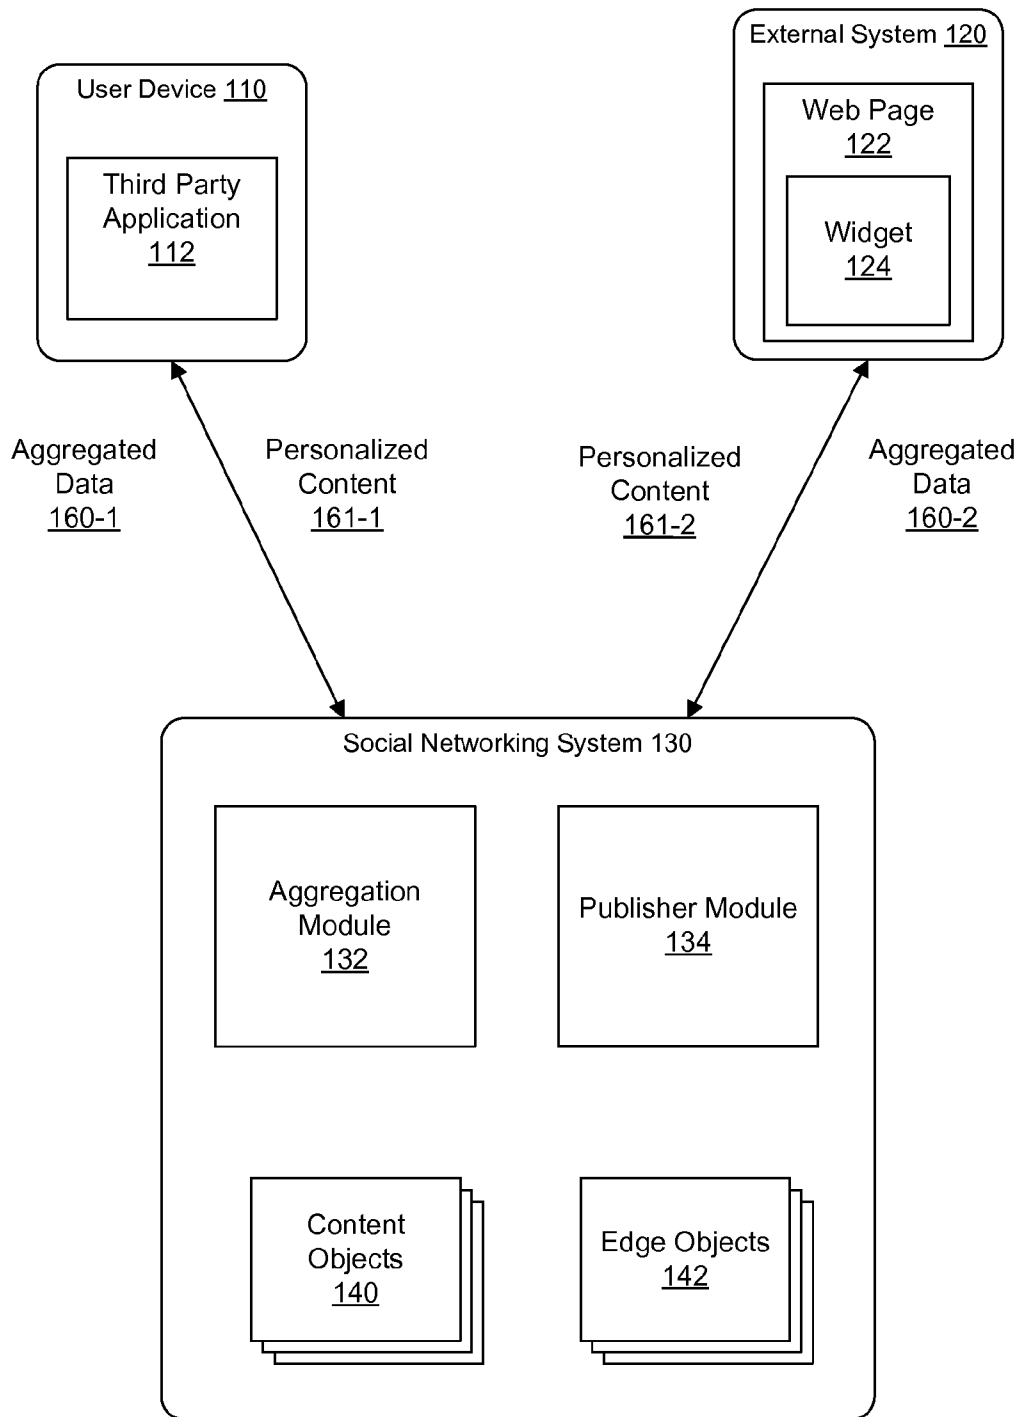 User Device 110
Third Party
Application
112
External System 120
Web Page
122
Widget
124
Aggregated
Data
160-1
Personalized
Content
161-1
Personalized
Content
161-2
Aggregated
Data
160-2
Social Networking System 130
Aggregation
Module
132
Publisher Module
134
Content
Objects
140
Edge Objects
142